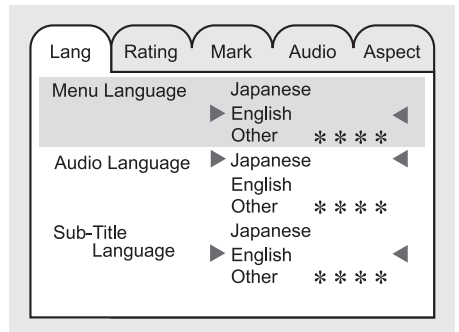 Lang Rating Mark Audio Aspect
Menu Language Japanese
▶ English ◀
Other ＊＊＊＊
Audio Language ▶ Japanese ◀
English
Other ＊＊＊＊
Sub-Title Japanese
Language ▶ English ◀
Other ＊＊＊＊